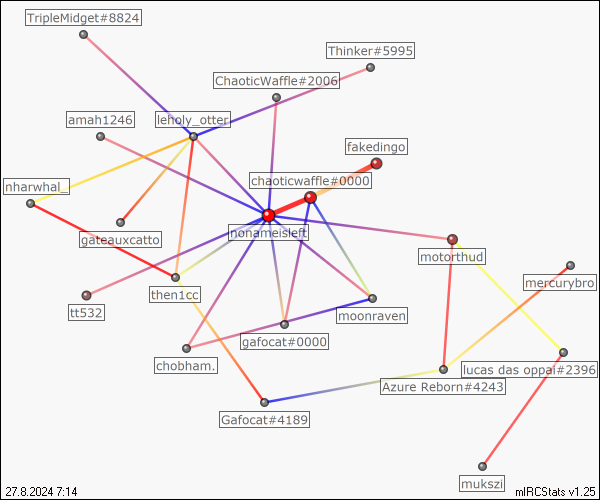 TripleMidget#8824
Thinker#5995
ChaoticWaffle#2006
amah1246
leholy_otter
fakedingo
chaoticwaffle#0000
nharwhal_
nonameisleft
gateauxcatto
motorthud
mercurybro
then1cc
tt532
moonraven
gafocat#0000
chobham.
lucas das oppai#2396
Azure Reborn#4243
Gafocat#4189
mukszi
27.8.2024 7:14
mIRCStats v1.25